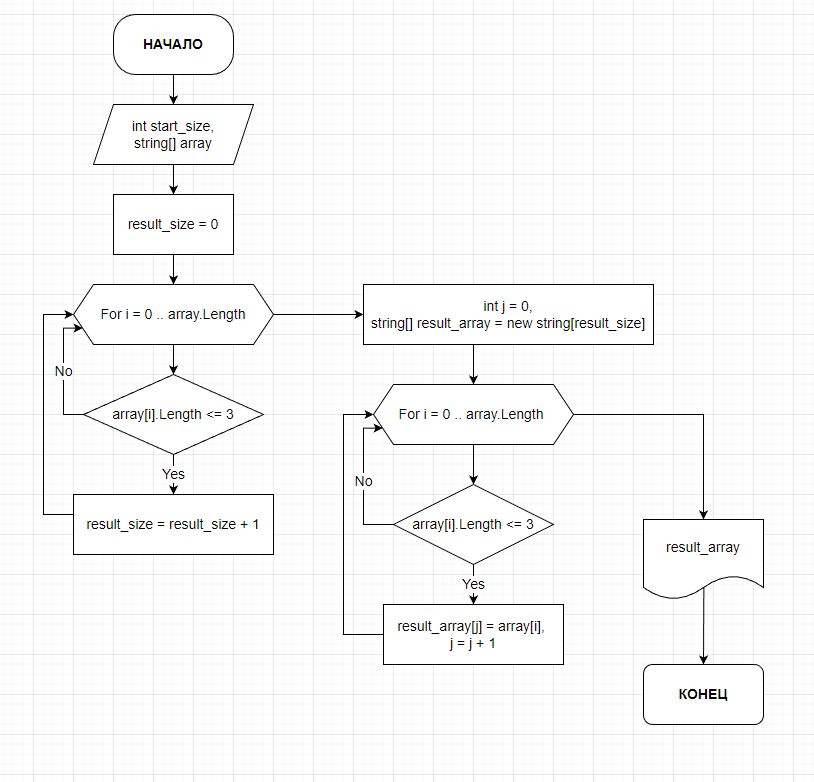 НАЧАЛО
int start_size,
string[] array
result_size = 0
For i = 0 .. array.Length
No
array[i].Length <= 3
Yes
result_size = result_size + 1
int j = 0,
string[] result_array = new string[result_size]
For i = 0 .. array.Length
No
array[i].Length <= 3
Yes
result_array[j] = array[i],
j = j + 1
result_array
КОНЕЦ